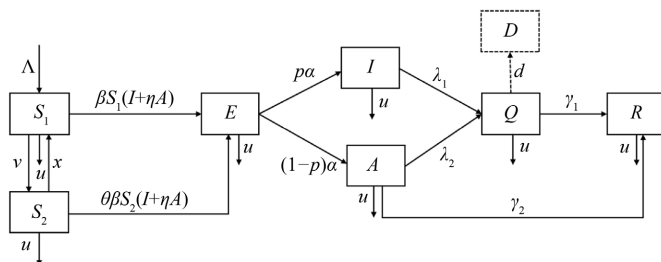 D
Λ
pα
I
λ₁
d
S₁
βS₁(I+ηA)
E
u
Q
γ₁
R
v
u
x
u
(1−p)α
A
λ₂
u
u
S₂
θβS₂(I+ηA)
u
γ₂
u